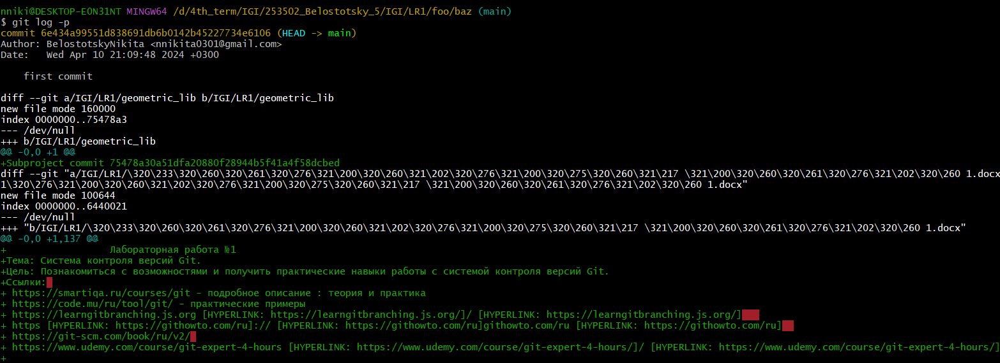 nniki@DESKTOP-EON31NT MINGW64 /d/4th_term/IGI/253502_Belostotsky_5/IGI/LR1/foo/baz (main)
$ git log -p
commit 6e434a99551d838691db6b0142b45227734e6106 (HEAD -> main)
Author: BelostotskyNikita <nnikita0301@gmail.com>
Date:   Wed Apr 10 21:09:48 2024 +0300

    first commit

diff --git a/IGI/LR1/geometric_lib b/IGI/LR1/geometric_lib
new file mode 160000
index 0000000..75478a3
--- /dev/null
+++ b/IGI/LR1/geometric_lib
@@ -0,0 +1 @@
+Subproject commit 75478a30a51dfa20880f28944b5f41a4f58dcbed
diff --git "a/IGI/LR1/\320\233\320\260\320\261\320\276\321\200\320\260\321\202\320\276\321\200\320\275\320\260\321\217 \321\200\320\260\320\261\320\276\321\202\320\260 1.docx
1\320\276\321\200\320\260\321\202\320\276\321\200\320\275\320\260\321\217 \321\200\320\260\320\261\320\276\321\202\320\260 1.docx"
new file mode 100644
index 0000000..6440021
--- /dev/null
+++ "b/IGI/LR1/\320\233\320\260\320\261\320\276\321\200\320\260\321\202\320\276\321\200\320\275\320\260\321\217 \321\200\320\260\320\261\320\276\321\202\320\260 1.docx"
@@ -0,0 +1,137 @@
+                  Лабораторная работа №1
+Тема: Система контроля версий Git.
+Цель: Познакомиться с возможностями и получить практические навыки работы с системой контроля версий Git.
+Ссылки:
+ https://smartiqa.ru/courses/git - подробное описание : теория и практика
+ https://code.mu/ru/tool/git/ - практические примеры
+ https://learngitbranching.js.org [HYPERLINK: https://learngitbranching.js.org/]/ [HYPERLINK: https://learngitbranching.js.org/]
+ https [HYPERLINK: https://githowto.com/ru]:// [HYPERLINK: https://githowto.com/ru]githowto.com/ru [HYPERLINK: https://githowto.com/ru]
+ https://git-scm.com/book/ru/v2/
+ https://www.udemy.com/course/git-expert-4-hours [HYPERLINK: https://www.udemy.com/course/git-expert-4-hours/]/ [HYPERLINK: https://www.udemy.com/course/git-expert-4-hours/]
+